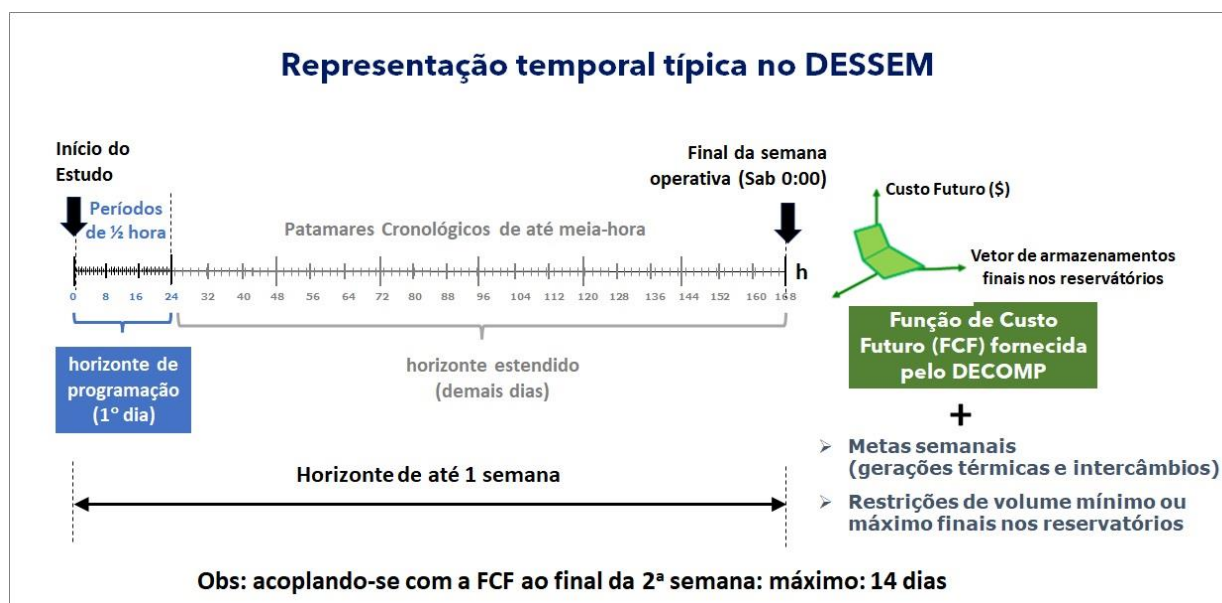 Representação temporal típica no DESSEM
Início do
Estudo
Períodos
de ½ hora
Patamares Cronológicos de até meia-hora
Final da semana
operativa (Sab 0:00)
h
0 8 16 24 32 40 48 56 64 72 80 88 96 104 112 120 128 136 144 152 160 168
horizonte de
programação
(1º dia)
horizonte estendido
(demais dias)
Horizonte de até 1 semana
Custo Futuro ($)
Vetor de armazenamentos
finais nos reservátórios
Função de Custo
Futuro (FCF) fornecida
pelo DECOMP
+
➢ Metas semanais
(gerações térmicas e intercâmbios)
➢ Restrições de volume mínimo ou
máximo finais nos reservatórios
Obs: acoplando-se com a FCF ao final da 2ª semana: máximo: 14 dias